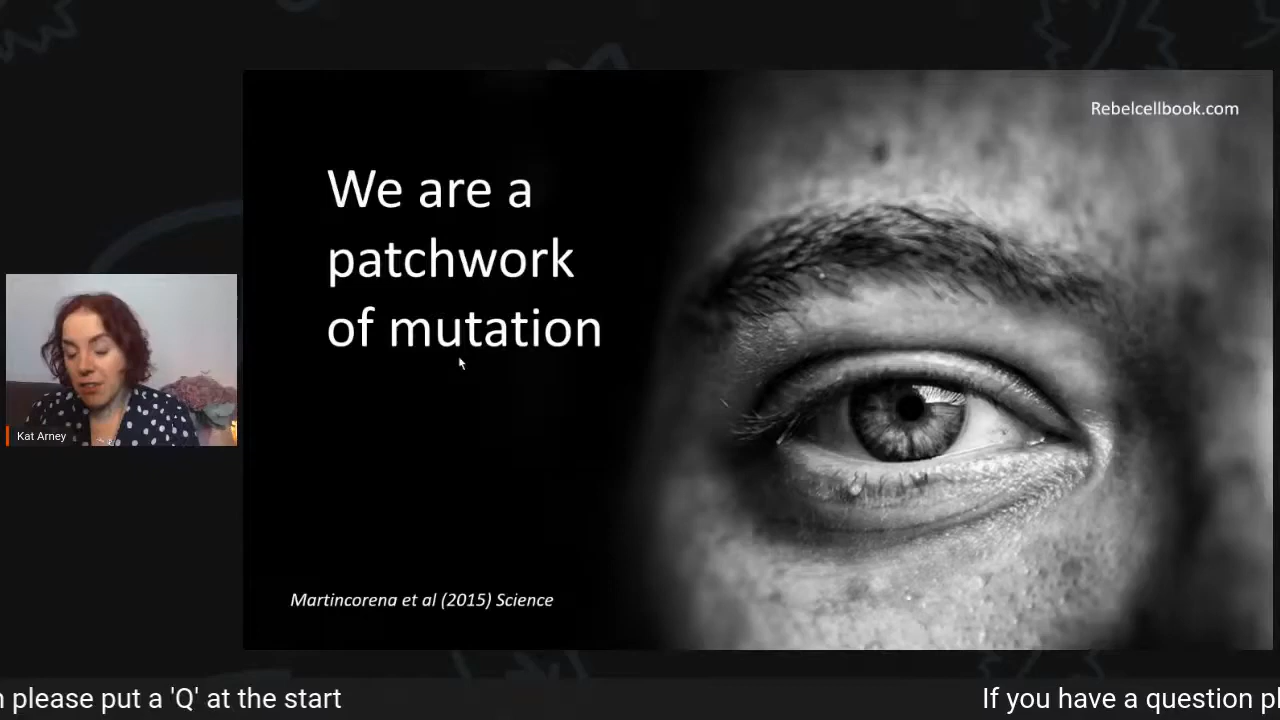 Rebelcellbook.com
We are a
patchwork
of mutation
Kat Arney
Martincorena et al (2015) Science
please put a 'Q' at the start
If you have a question